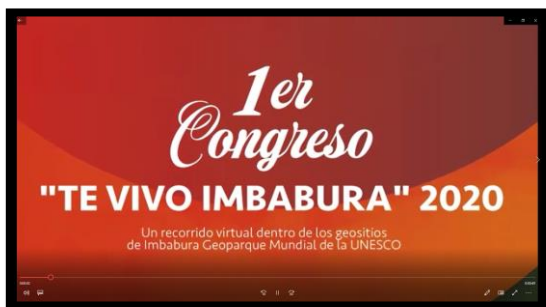 1er
Congreso
"TE VIVO IMBABURA" 2020
Un recorrido virtual dentro de los geositios
de Imbabura Geoparque Mundial de la UNESCO